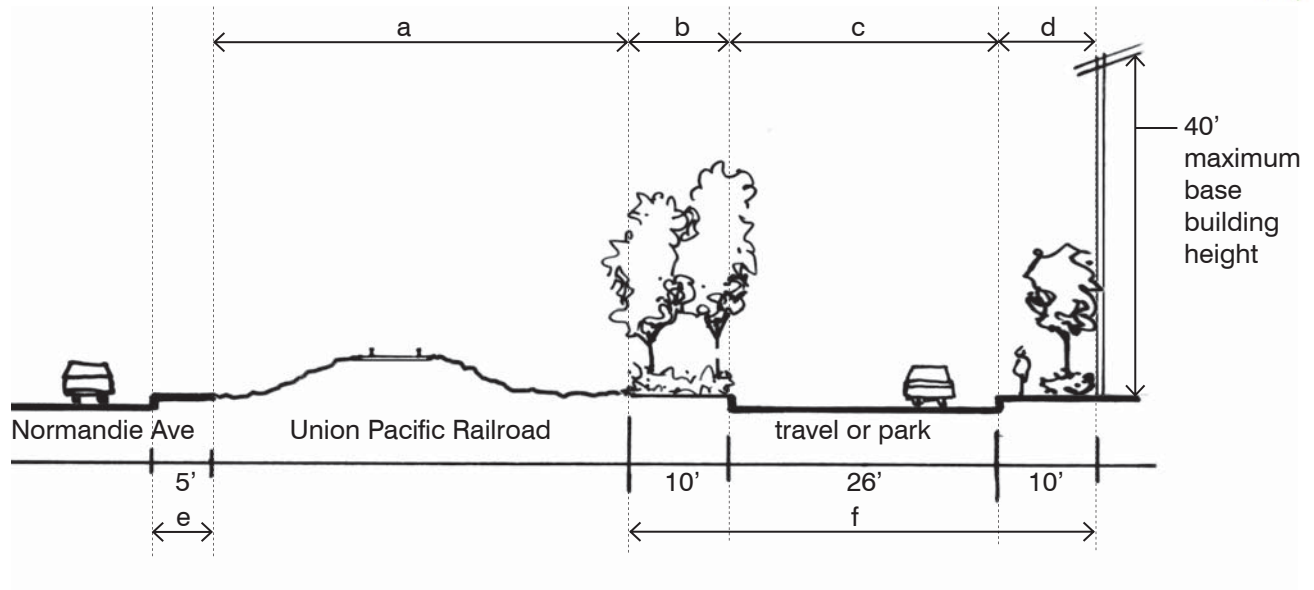 a b c d
40’
maximum
base
building
height
Normandie Ave Union Pacific Railroad travel or park
5’ 10’ 26’ 10’
e f